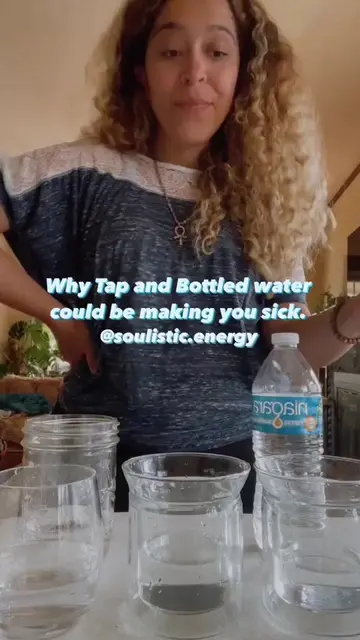 Why Tap and Bottled water
could be making you sick.
@soulistic.energy
niagara